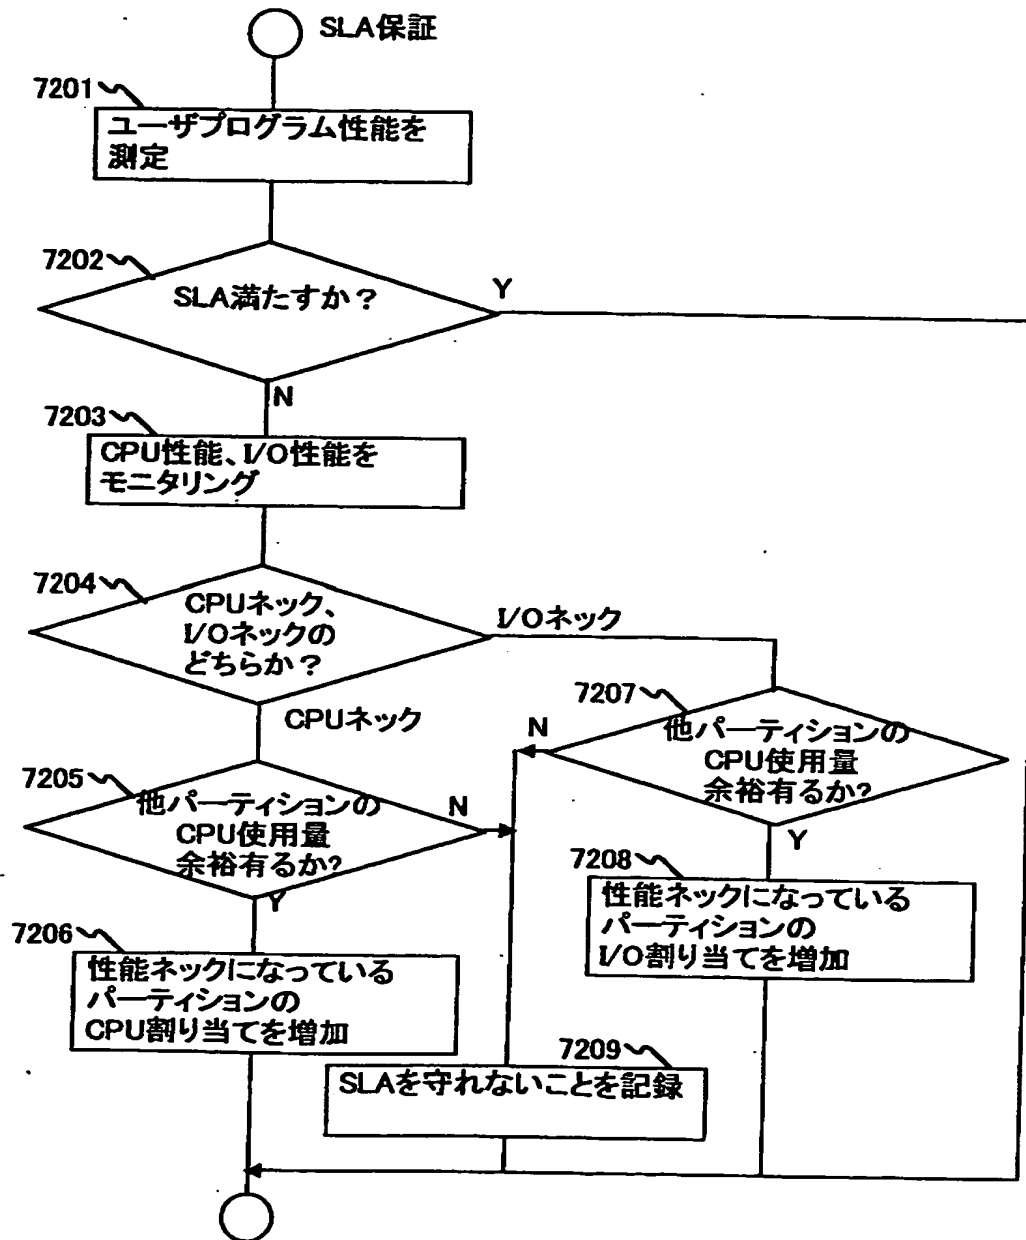 SLA保証
7201
ユーザプログラム性能を
測定
7202
SLA満たすか？
Y
N
7203
CPU性能、I/O性能を
モニタリング
7204
CPUネック、
I/Oネックの
どちらか？
I/Oネック
CPUネック
7207
他パーティションの
CPU使用量
余裕有るか?
N
Y
7205
他パーティションの
CPU使用量
余裕有るか?
N
Y
7208
性能ネックになっている
パーティションの
I/O割り当てを増加
7206
性能ネックになっている
パーティションの
CPU割り当てを増加
7209
SLAを守れないことを記録